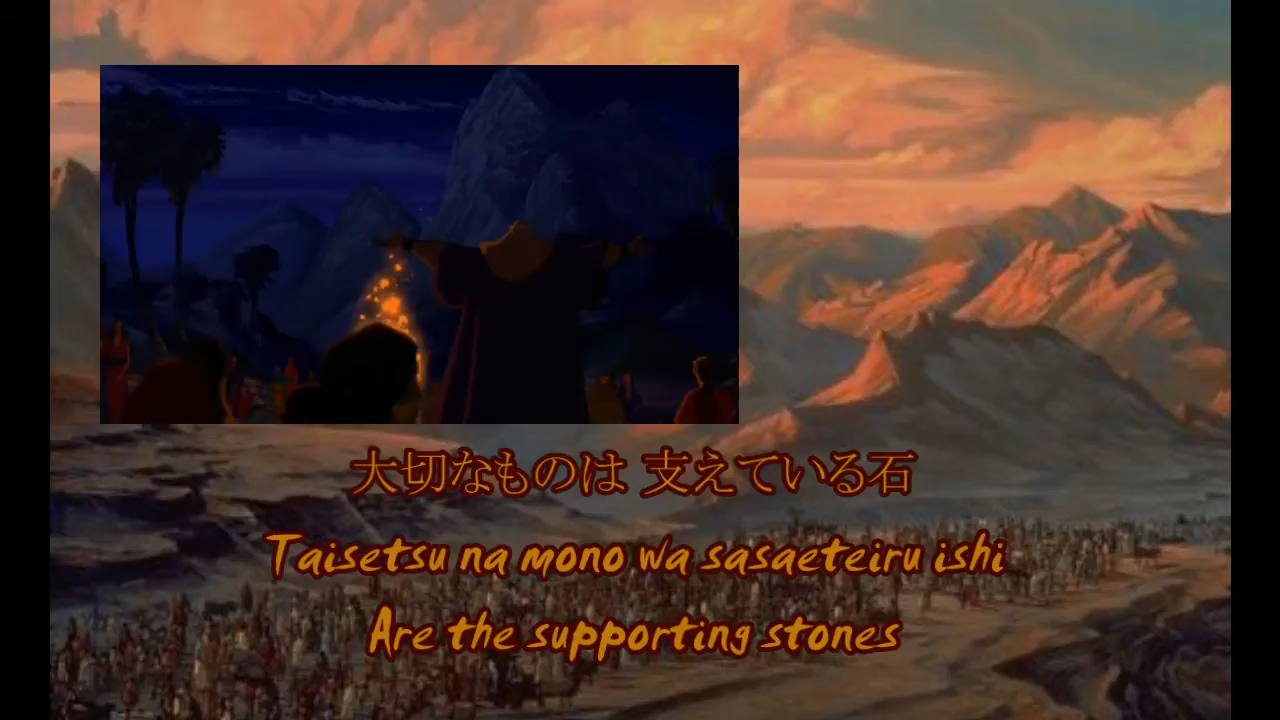 大切なものは 支えている石
Taisetsu na mono wa sasaeteiru ishi
Are the supporting stones